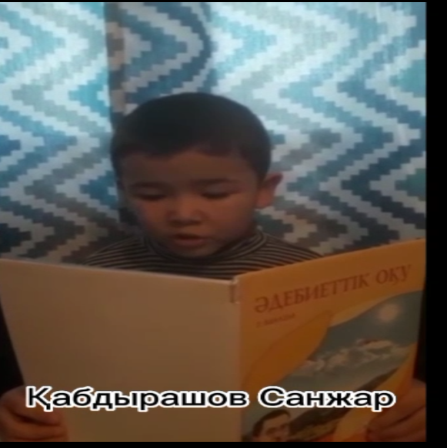 ӘДЕБИЕТТІК ОҚУ
Қабдырашов Санжар